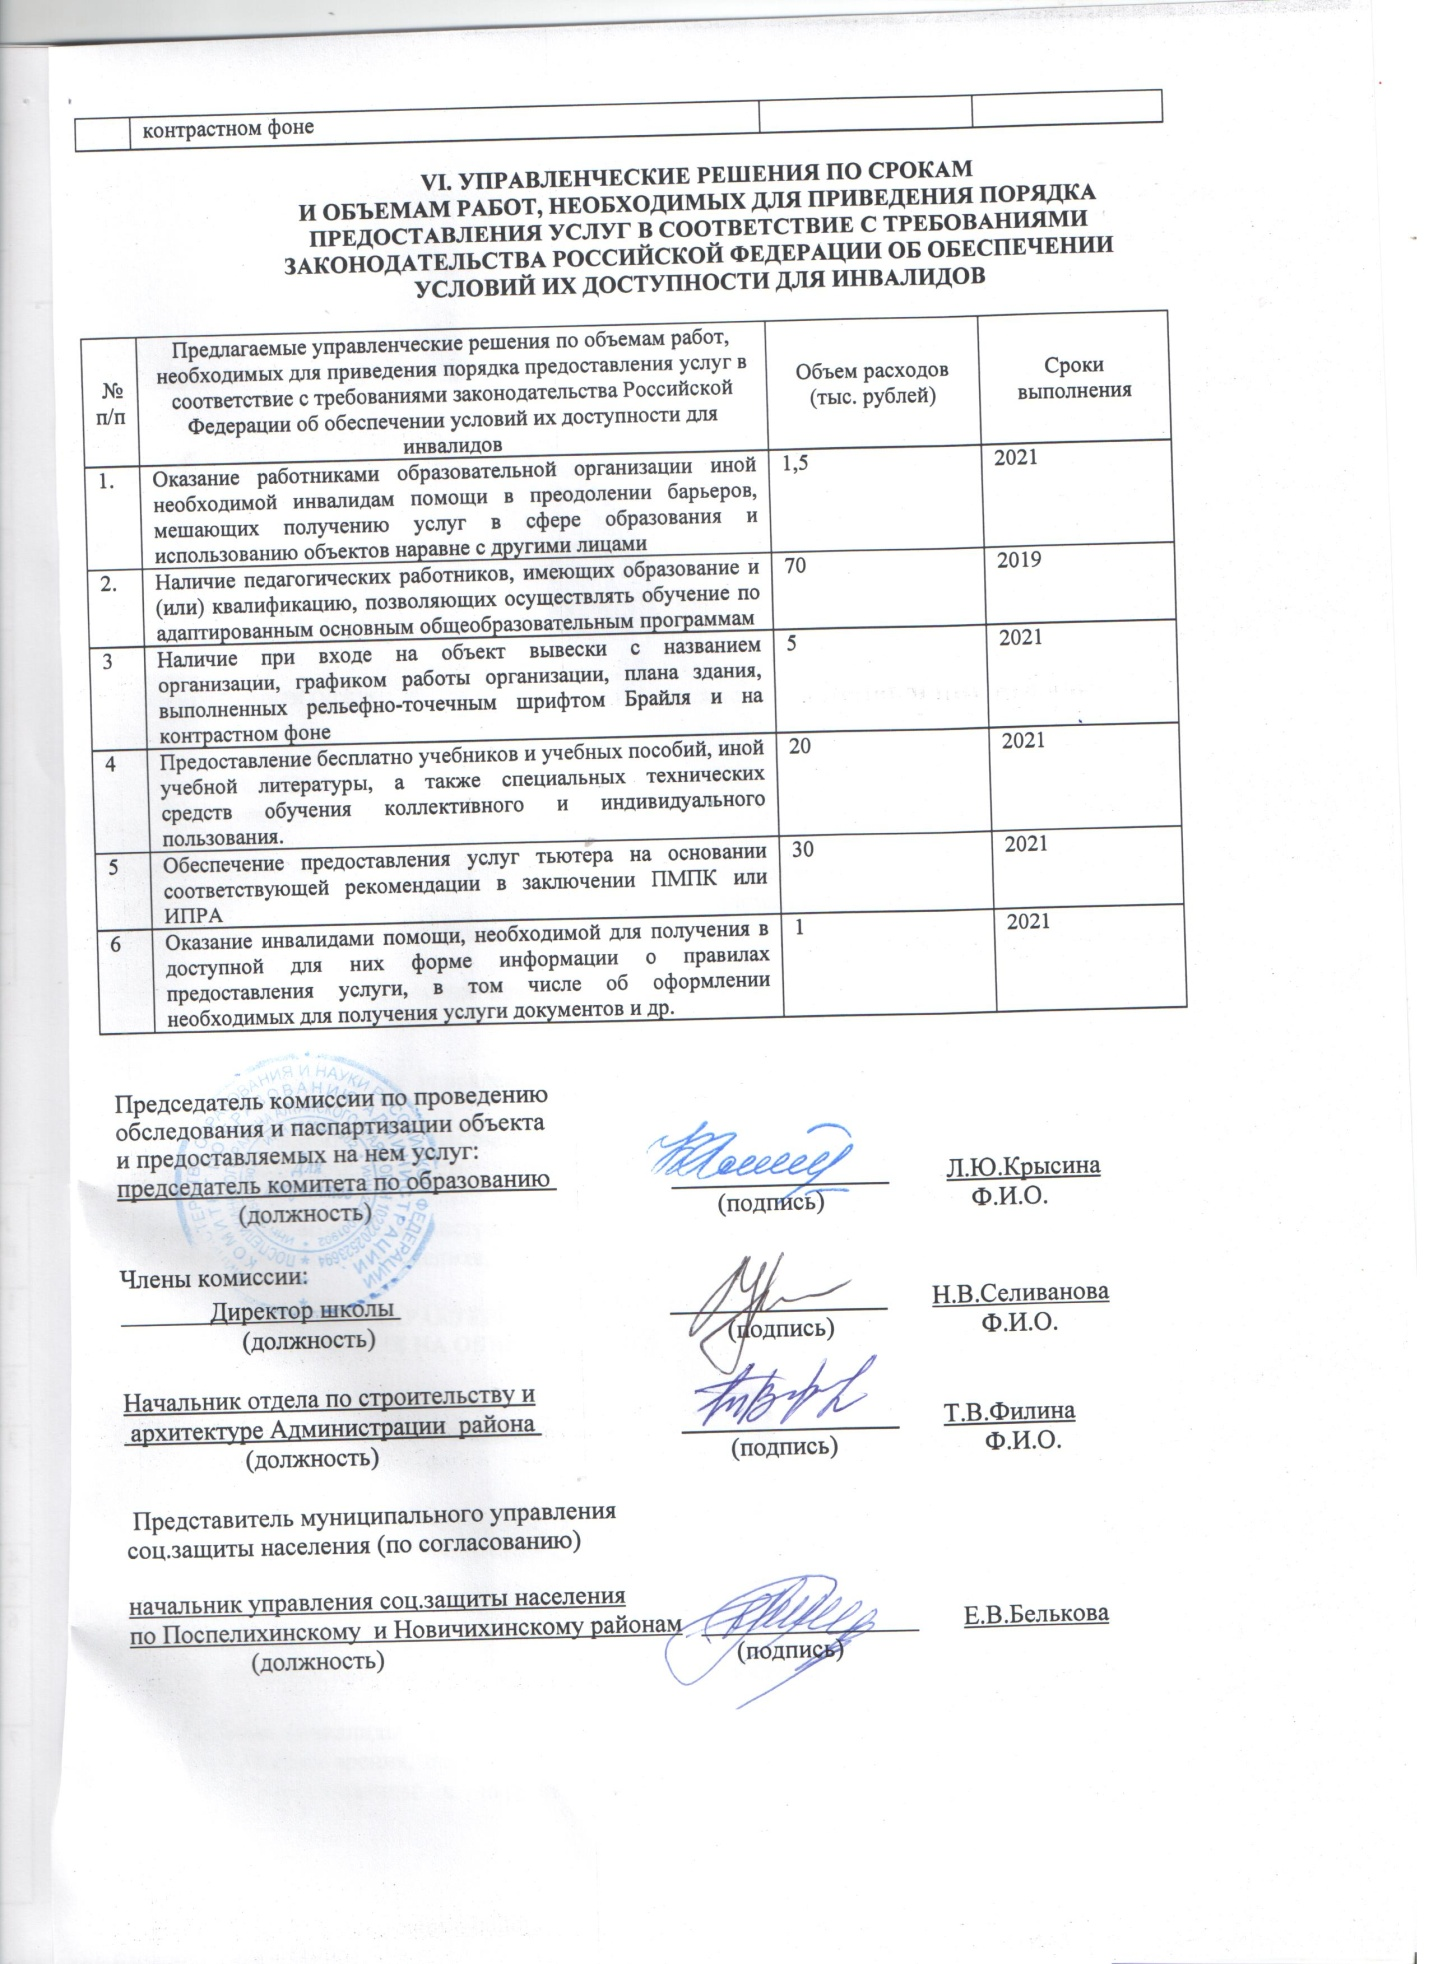 контрастном фоне
VI. УПРАВЛЕНЧЕСКИЕ РЕШЕНИЯ ПО СРОКАМ
И ОБЪЕМАМ РАБОТ, НЕОБХОДИМЫХ ДЛЯ ПРИВЕДЕНИЯ ПОРЯДКА
ПРЕДОСТАВЛЕНИЯ УСЛУГ В СООТВЕТСТВИЕ С ТРЕБОВАНИЯМИ
ЗАКОНОДАТЕЛЬСТВА РОССИЙСКОЙ ФЕДЕРАЦИИ ОБ ОБЕСПЕЧЕНИИ
УСЛОВИЙ ИХ ДОСТУПНОСТИ ДЛЯ ИНВАЛИДОВ
№
п/п
Предлагаемые управленческие решения по объемам работ,
необходимых для приведения порядка предоставления услуг в
соответствие с требованиями законодательства Российской
Федерации об обеспечении условий их доступности для
инвалидов
Объем расходов
(тыс. рублей)
Сроки
выполнения
1.
Оказание работниками образовательной организации иной
необходимой инвалидам помощи в преодолении барьеров,
мешающих получению услуг в сфере образования и
использованию объектов наравне с другими лицами
1,5
2021
2.
Наличие педагогических работников, имеющих образование и
(или) квалификацию, позволяющих осуществлять обучение по
адаптированным основным общеобразовательным программам
70
2019
3
Наличие при входе на объект вывески с названием
организации, графиком работы организации, плана здания,
выполненных рельефно-точечным шрифтом Брайля и на
контрастном фоне
5
2021
4
Предоставление бесплатно учебников и учебных пособий, иной
учебной литературы, а также специальных технических
средств обучения коллективного и индивидуального
пользования.
20
2021
5
Обеспечение предоставления услуг тьютера на основании
соответствующей рекомендации в заключении ПМПК или
ИПРА
30
2021
6
Оказание инвалидами помощи, необходимой для получения в
доступной для них форме информации о правилах
предоставления услуги, в том числе об оформлении
необходимых для получения услуги документов и др.
1
2021
Председатель комиссии по проведению
обследования и паспартизации объекта
и предоставляемых на нем услуг:
председатель комитета по образованию Л.Ю.Крысина
(должность) (подпись) Ф.И.О.
Члены комиссии:
Директор школы Н.В.Селиванова
(должность) (подпись) Ф.И.О.
Начальник отдела по строительству и
архитектуре Администрации района Т.В.Филина
(должность) (подпись) Ф.И.О.
Представитель муниципального управления
соц.защиты населения (по согласованию)
начальник управления соц.защиты населения
по Поспелихинскому и Новичихинскому районам Е.В.Белькова
(должность) (подпись)